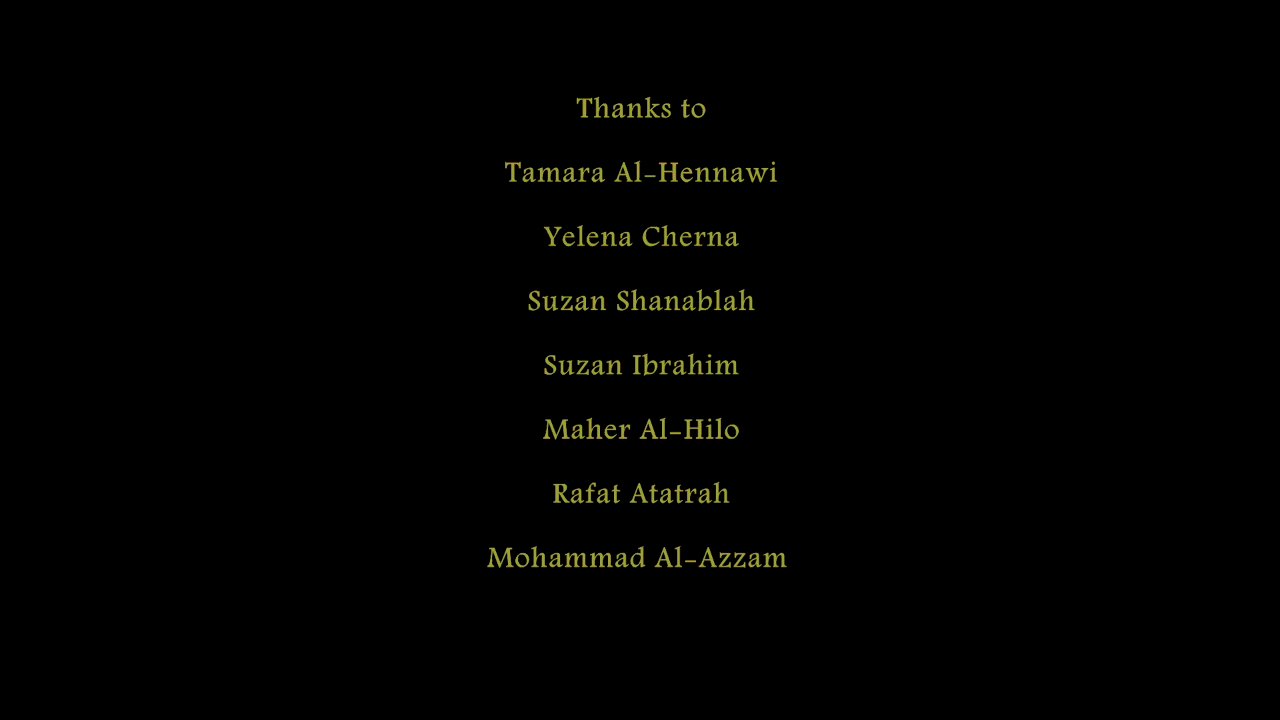 Thanks to
Tamara Al-Hennawi
Yelena Cherna
Suzan Shanablah
Suzan Ibrahim
Maher Al-Hilo
Rafat Atatrah
Mohammad Al-Azzam